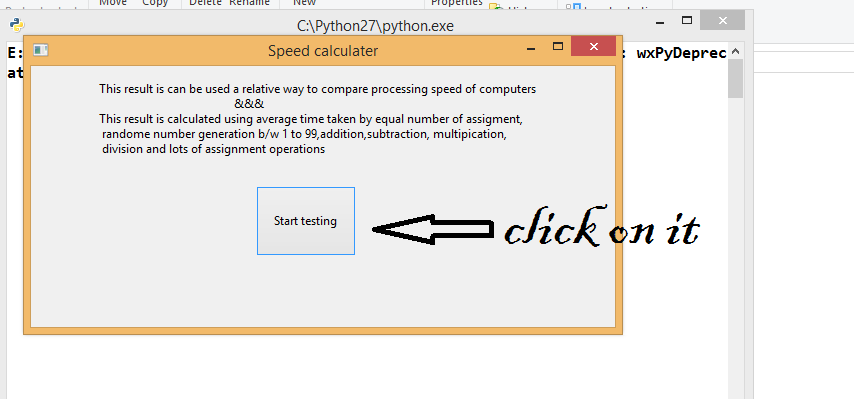 Move Copy Delete Rename New Properties
C:\Python27\python.exe
E: : wxPyDeprec
at
Speed calculater
This result is can be used a relative way to compare processing speed of computers
&&&
This result is calculated using average time taken by equal number of assigment,
randome number generation b/w 1 to 99,addition,subtraction, multipication,
division and lots of assignment operations
Start testing
click on it